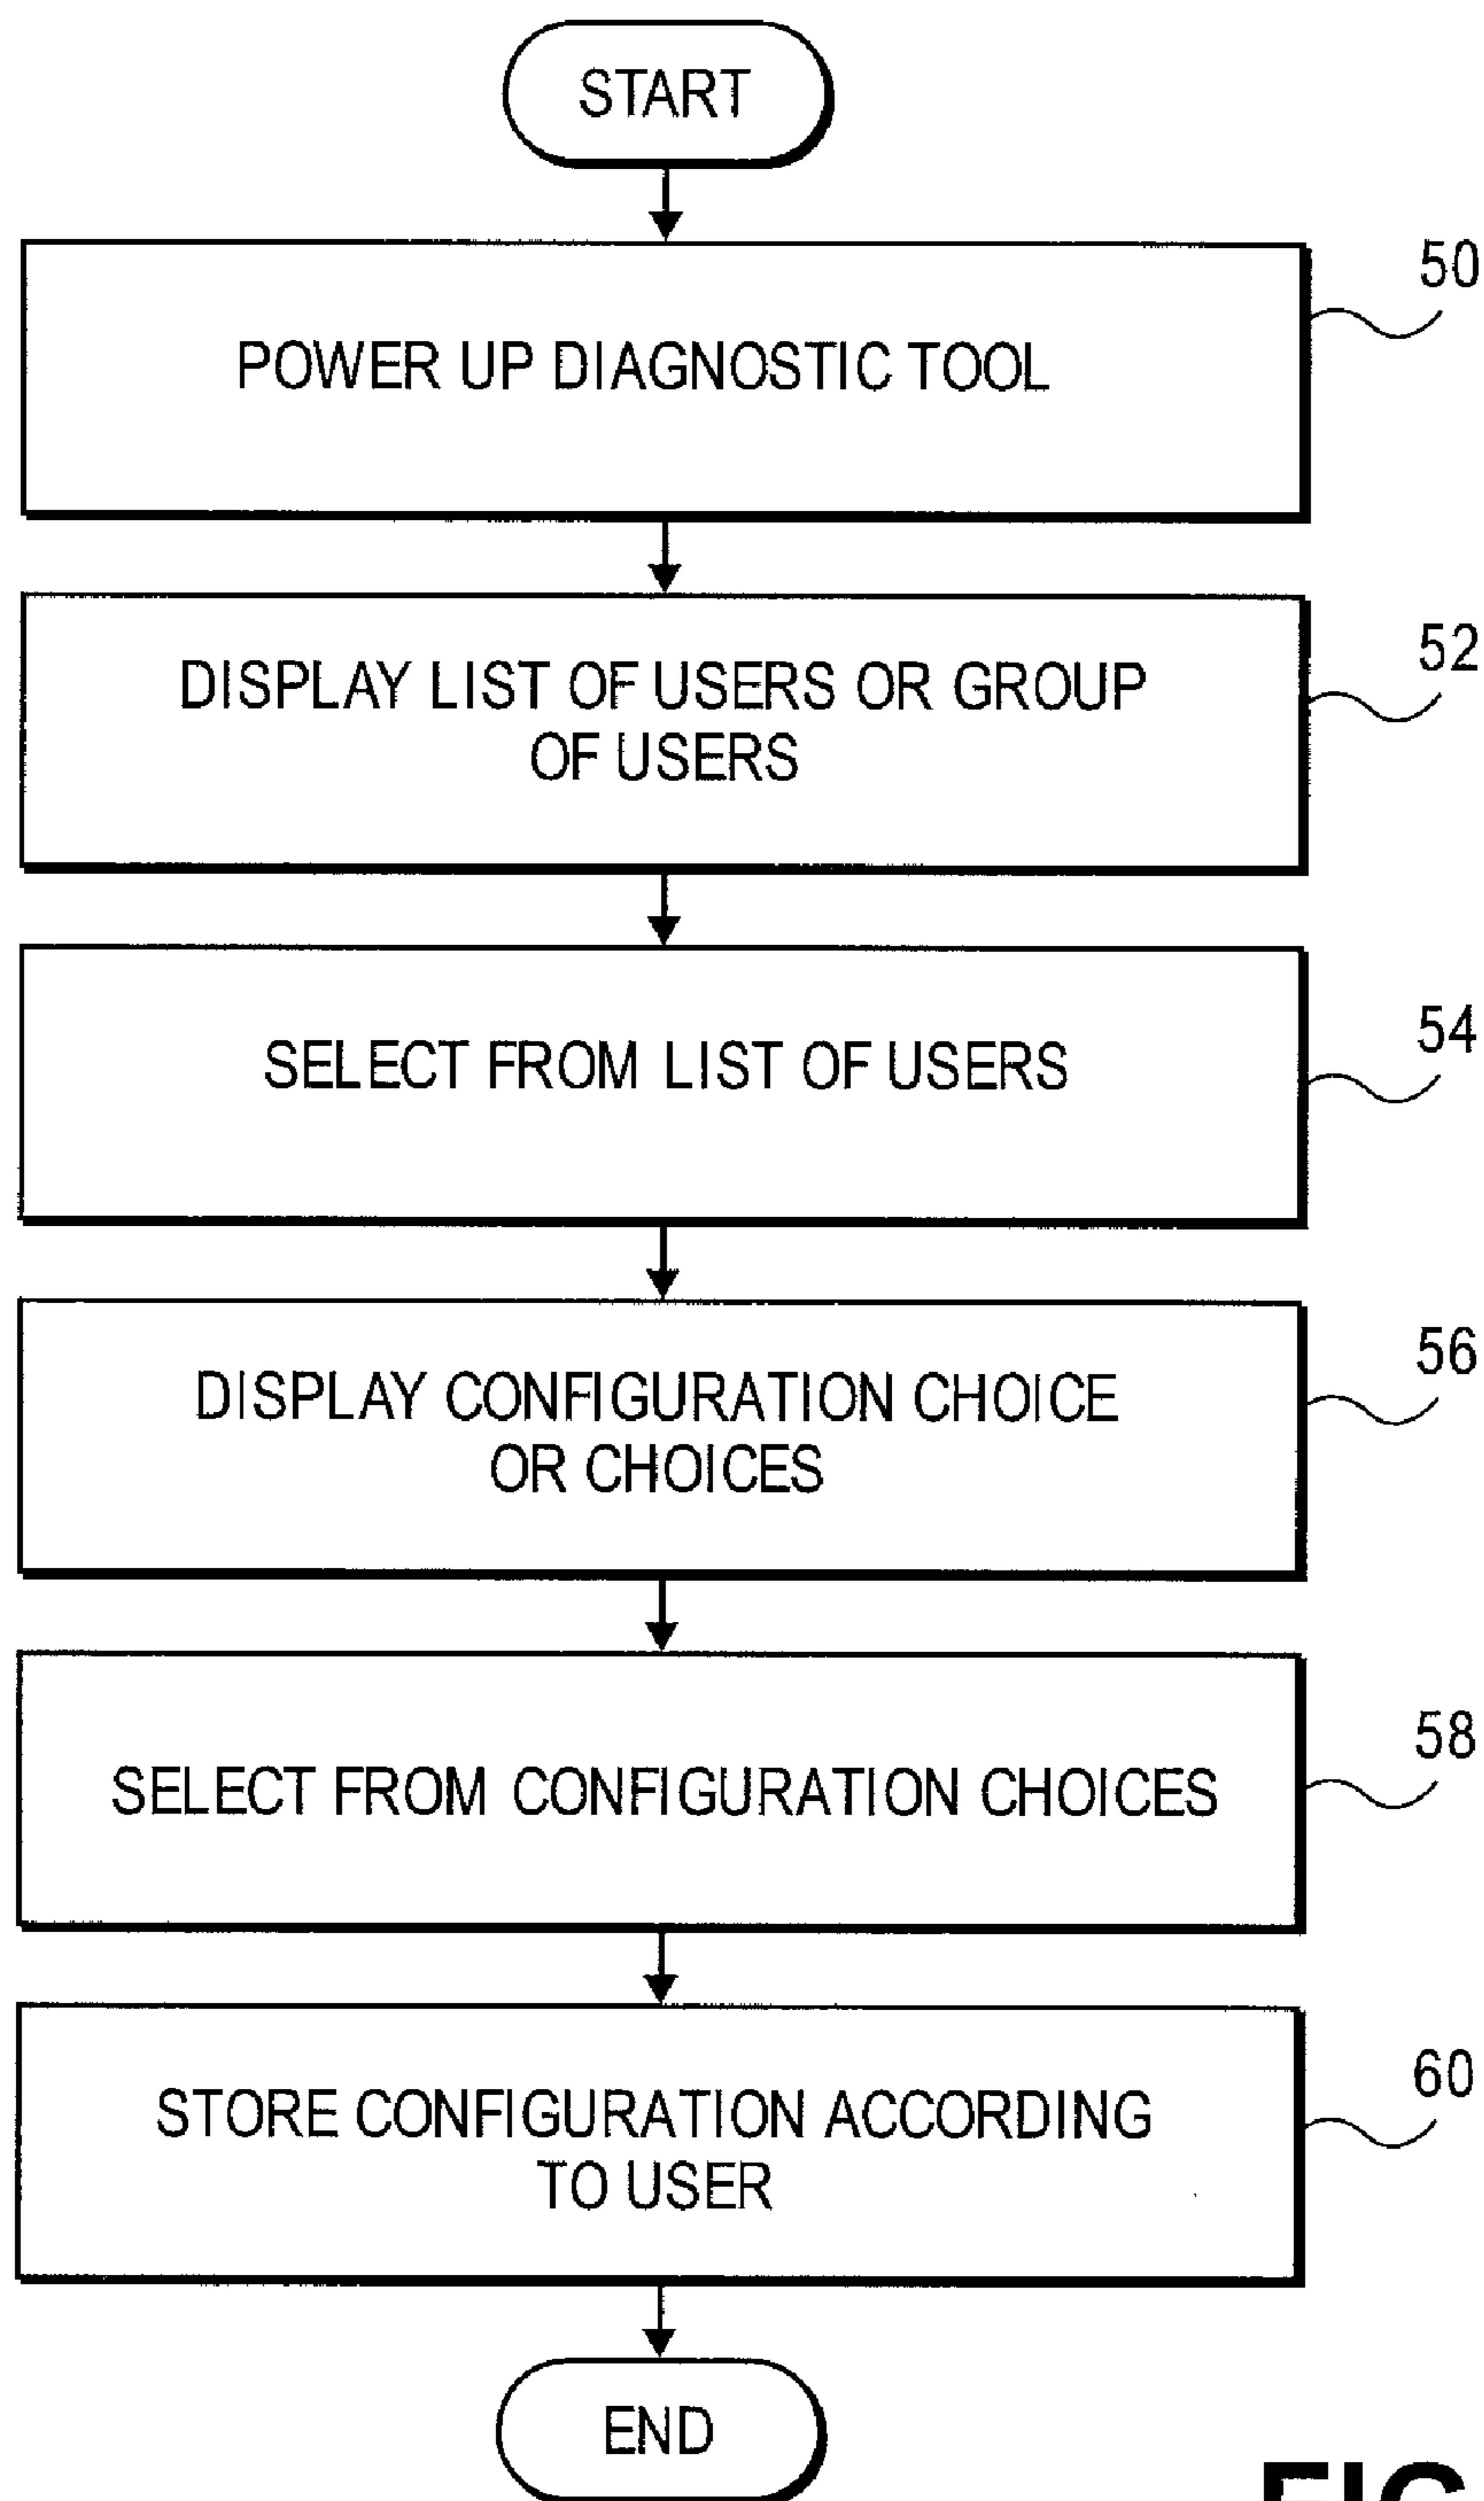 START
50
POWER UP DIAGNOSTIC TOOL
52
DISPLAY LIST OF USERS OR GROUP
OF USERS
54
SELECT FROM LIST OF USERS
56
DISPLAY CONFIGURATION CHOICE
OR CHOICES
58
SELECT FROM CONFIGURATION CHOICES
60
STORE CONFIGURATION ACCORDING
TO USER
END